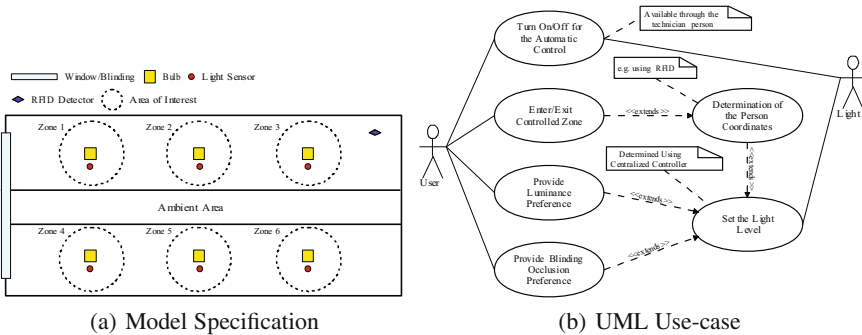 Window/Blinding
Bulb
Light Sensor
RFID Detector
Area of Interest
Zone 1
Zone 2
Zone 3
Ambient Area
Zone 4
Zone 5
Zone 6
(a) Model Specification
Turn On/Off for
the Automatic
Control
Available through the
technician person
e.g. using RFID
Enter/Exit
Controlled Zone
<<extends>>
Determination of
the Person
Coordinates
Light
User
Determined Using
Centralized Controller
<<extends>>
Provide
Luminance
Preference
<<extends>>
Set the Light
Level
Provide Blinding
Occlusion
Preference
<<extends>>
(b) UML Use-case